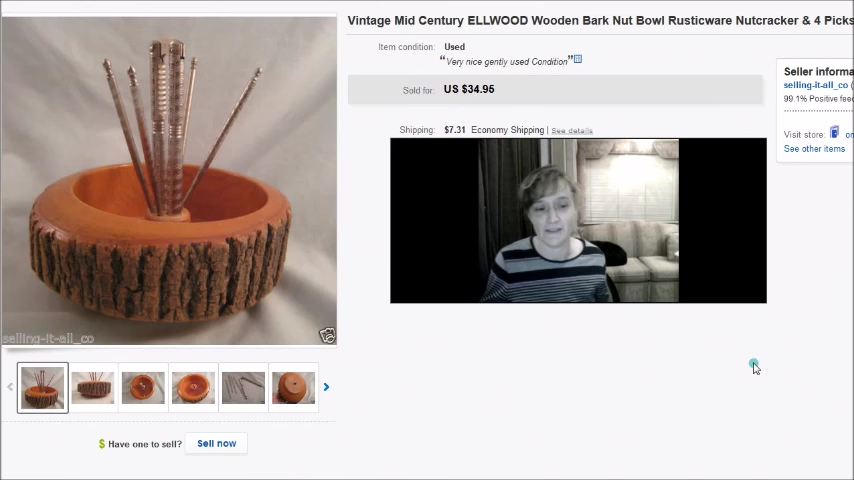 Vintage Mid Century ELLWOOD Wooden Bark Nut Bowl Rusticware Nutcracker & 4 Picks
Item condition: Used
“Very nice gently used Condition”
Sold for: US $34.95
Shipping: $7.31 Economy Shipping | See details
Seller informa
selling-it-all_co (
99.1% Positive fee
Visit store: on
See other items
selling-it-all_co
$ Have one to sell? Sell now